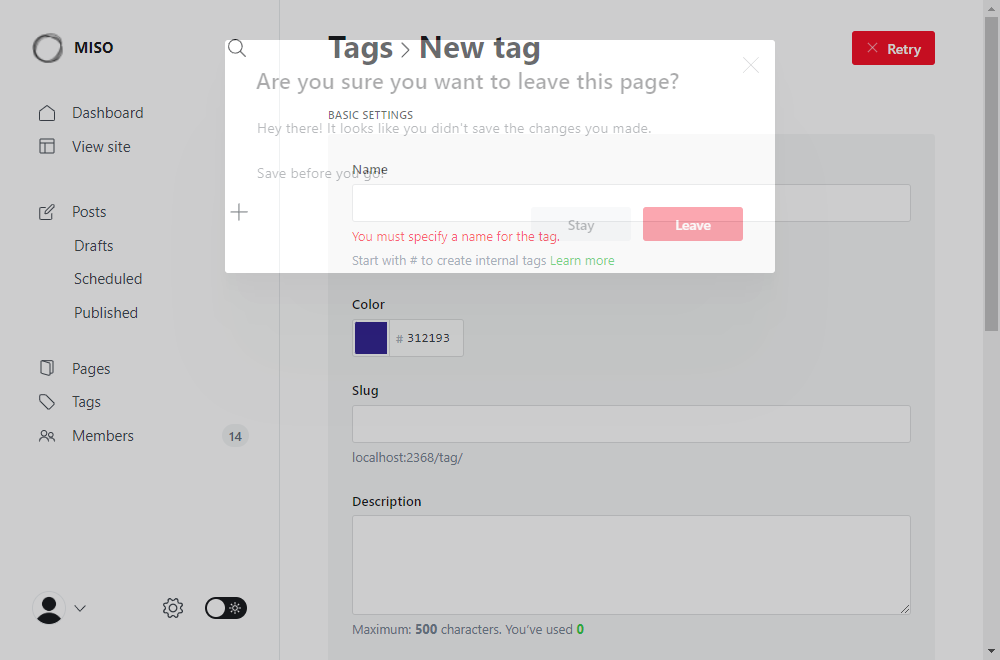 MISO
Dashboard
View site
Posts
Drafts
Scheduled
Published
Pages
Tags
Members
14
Tags > New tag
Retry
Are you sure you want to leave this page?
BASIC SETTINGS
Hey there! It looks like you didn't save the changes you made.
Name
Save before you go!
Stay
Leave
You must specify a name for the tag.
Start with # to create internal tags Learn more
Color
# 312193
Slug
localhost:2368/tag/
Description
Maximum: 500 characters. You've used 0